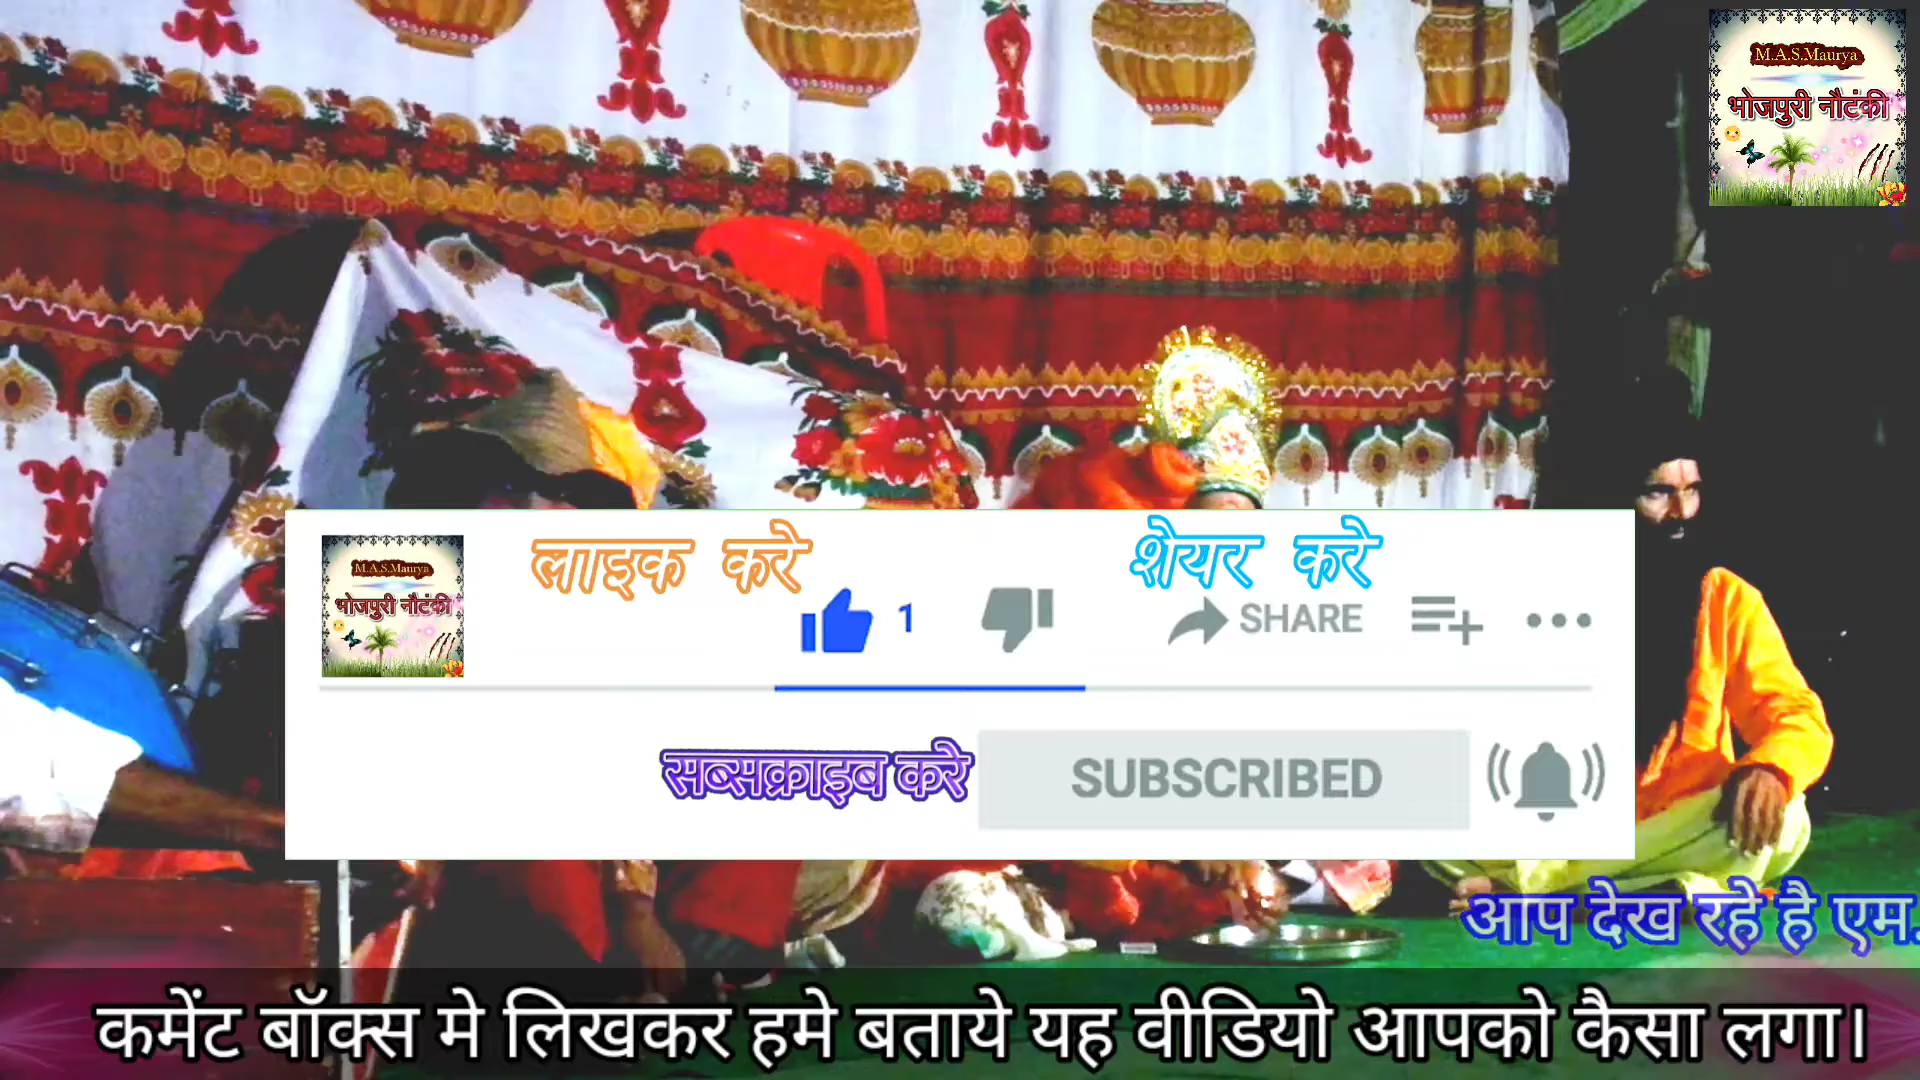 M.A.S.Maurya
भोजपुरी नौटंकी
लाइक करे
शेयर करे
M.A.S.Maurya
भोजपुरी नौटंकी
1
SHARE
सब्सक्राइब करे
SUBSCRIBED
आप देख रहे है एम.
कमेंट बॉक्स मे लिखकर हमे बताये यह वीडियो आपको कैसा लगा।